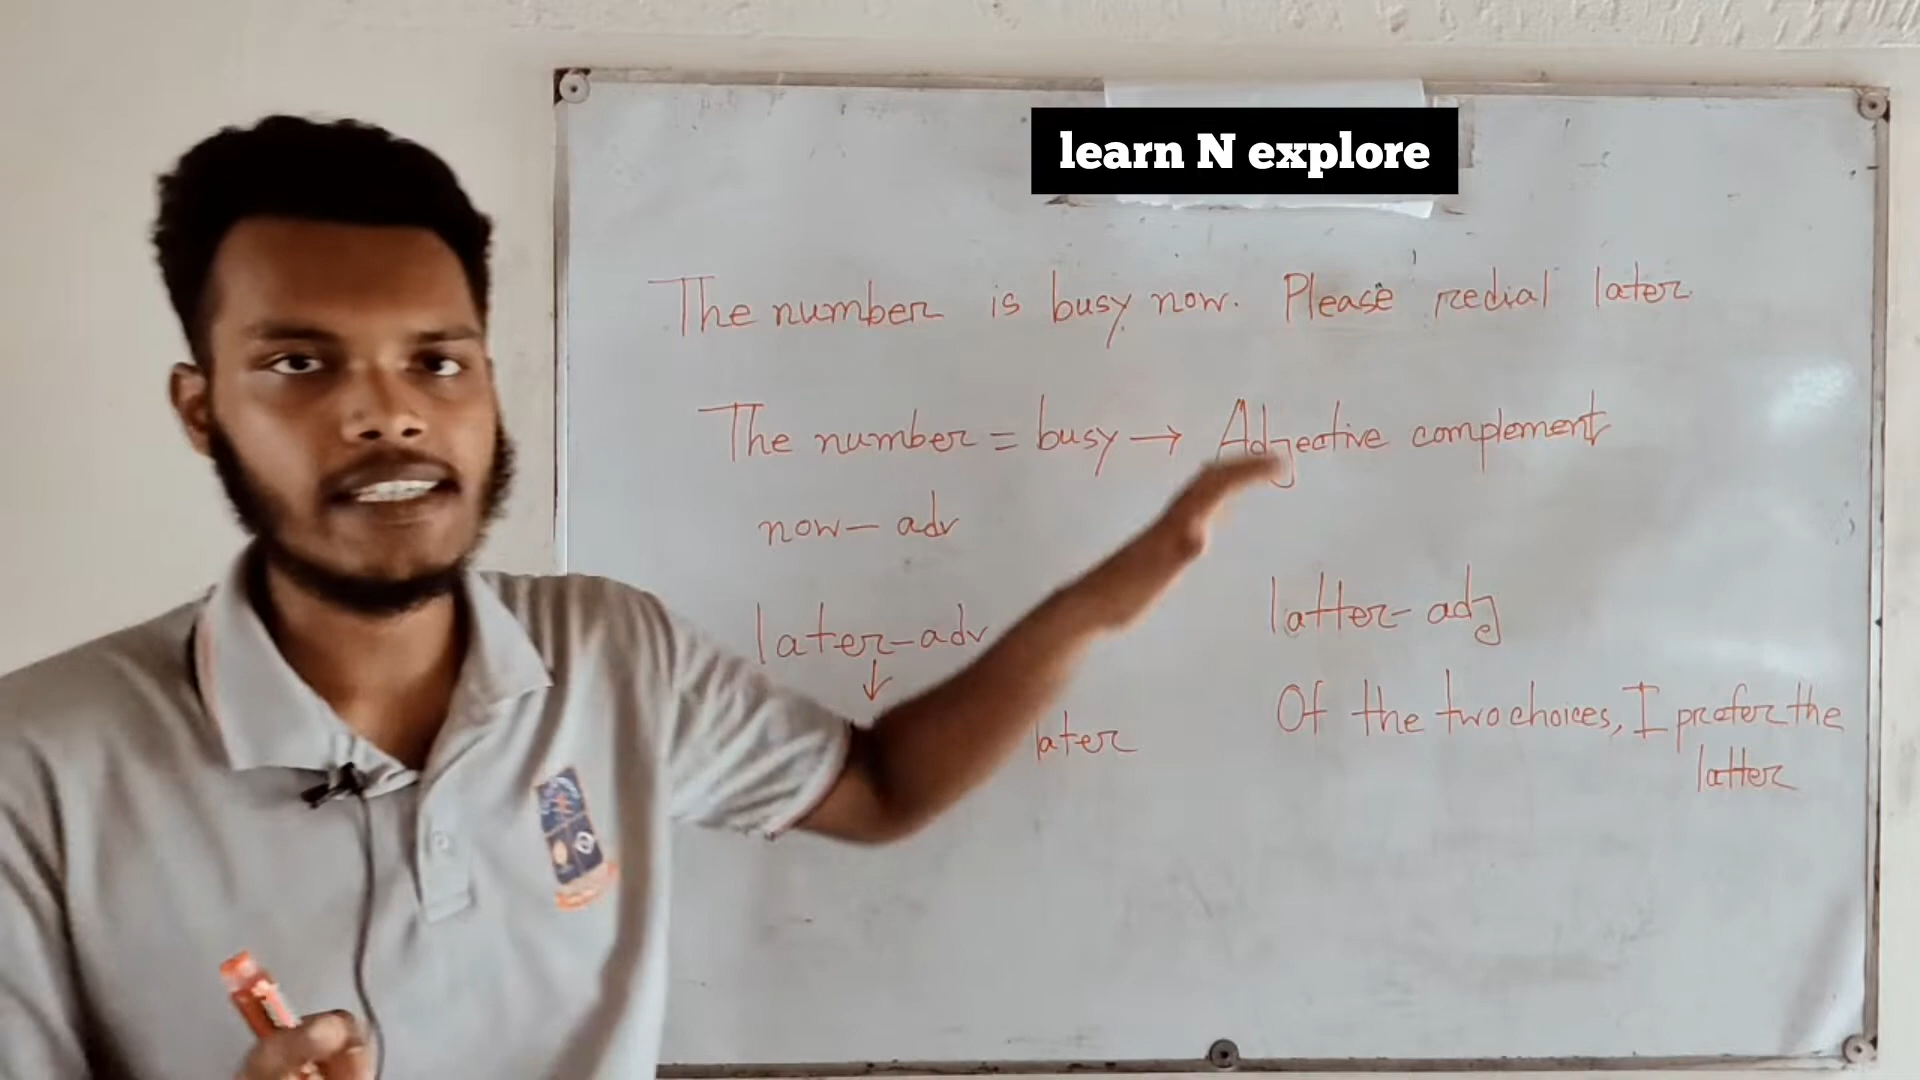 learn N explore
The number is busy now. Please redial later.
The number = busy → Adjective complement
now - adv
later - adv
↓
later
latter - adj
Of the two choices, I prefer the
latter